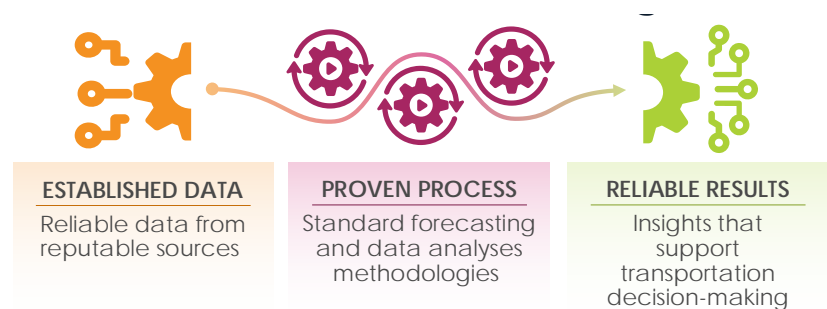 ESTABLISHED DATA
Reliable data from
reputable sources
PROVEN PROCESS
Standard forecasting
and data analyses
methodologies
RELIABLE RESULTS
Insights that
support
transportation
decision-making